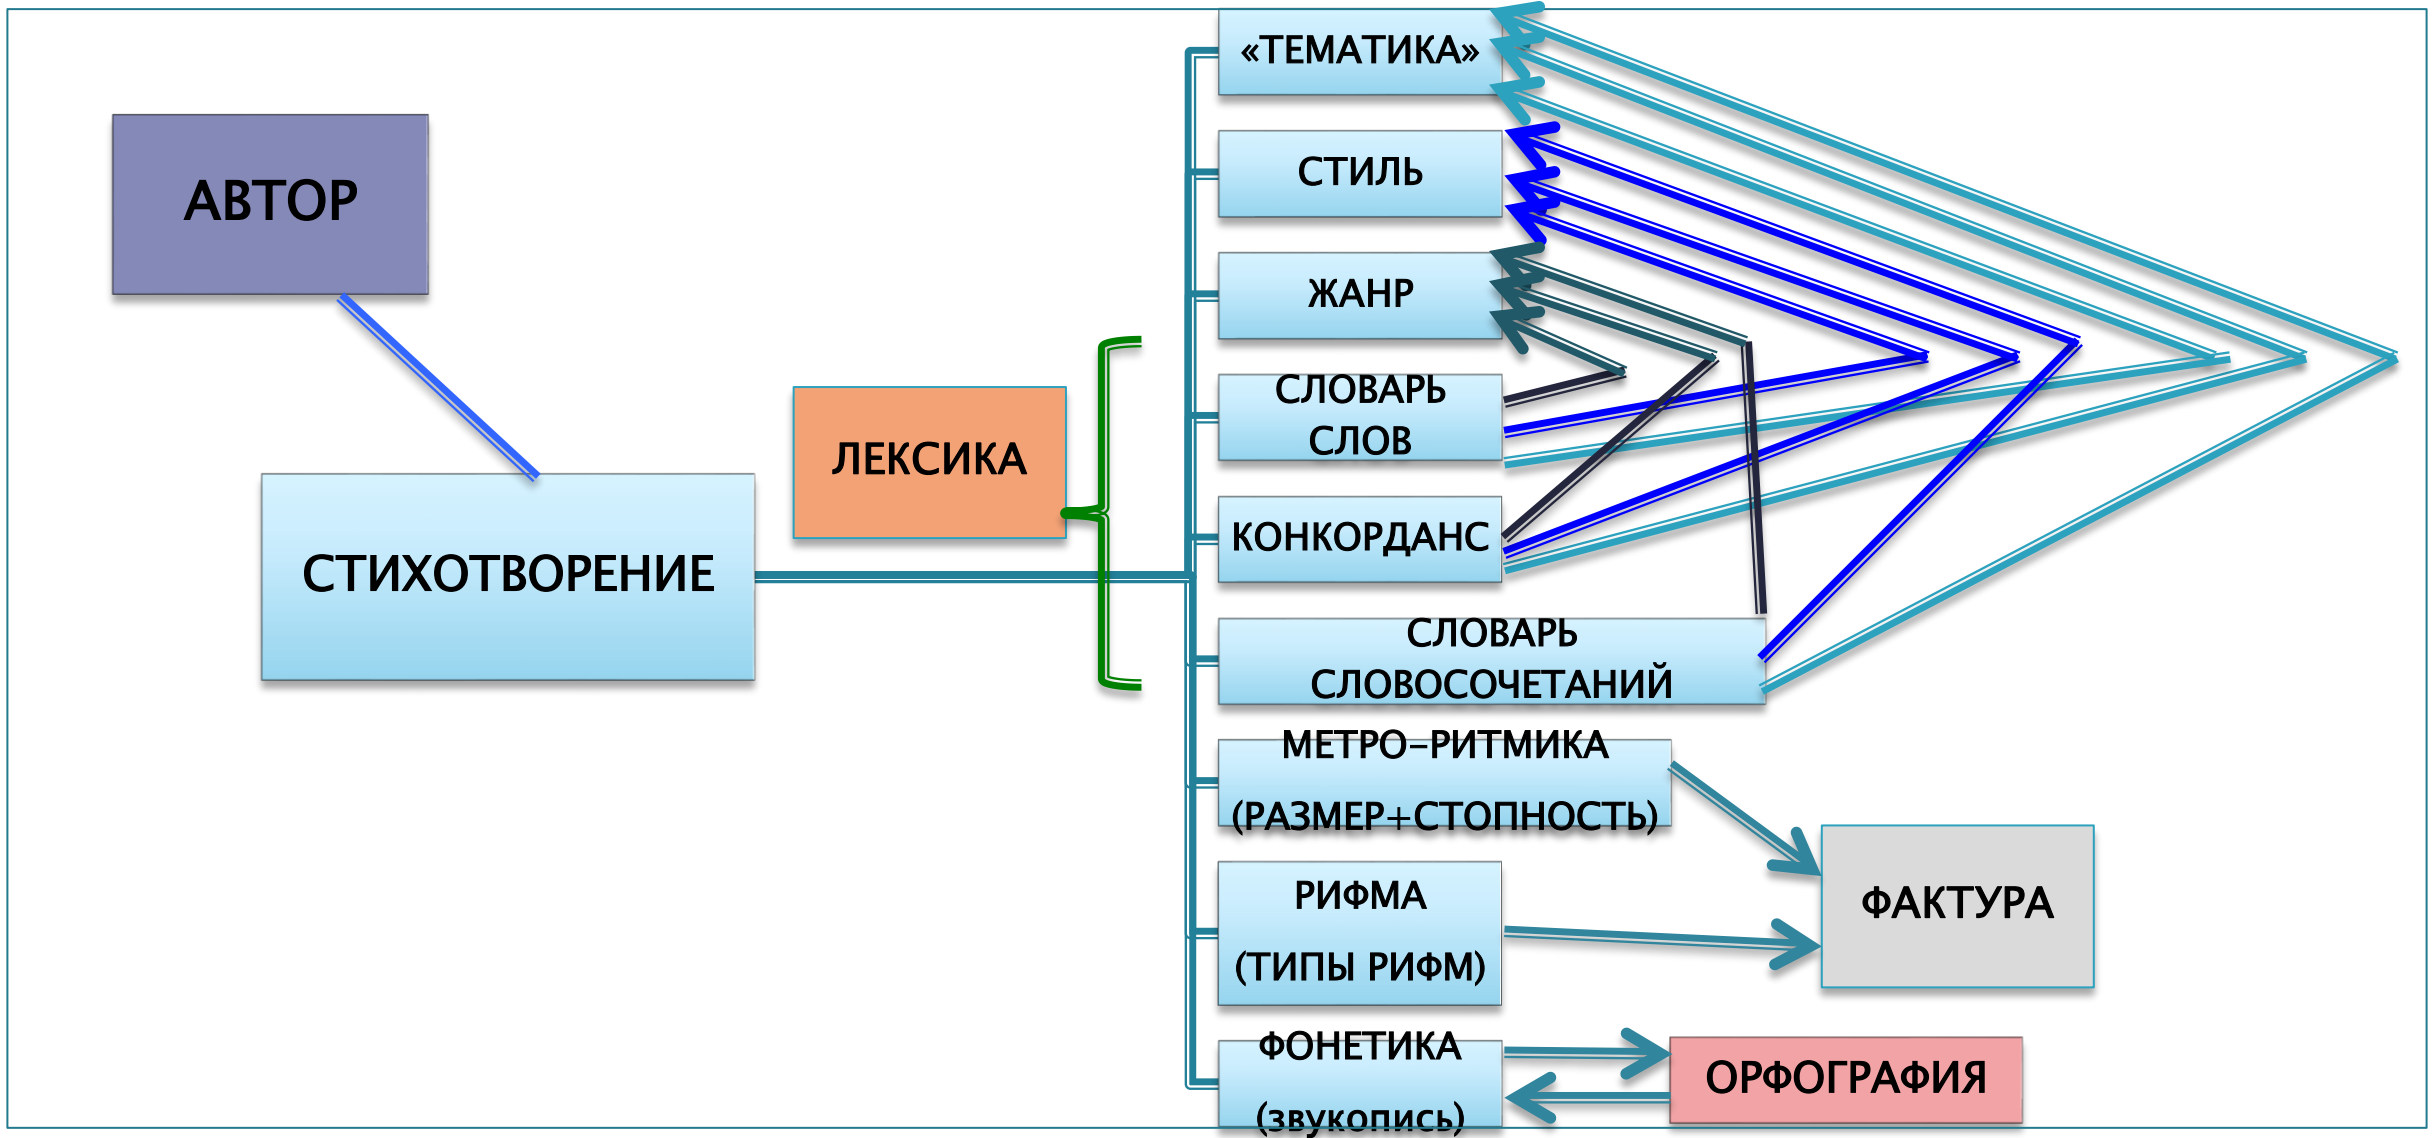 АВТОР
СТИХОТВОРЕНИЕ
ЛЕКСИКА
«ТЕМАТИКА»
СТИЛЬ
ЖАНР
СЛОВАРЬ
СЛОВ
КОНКОРДАНС
СЛОВАРЬ
СЛОВОСОЧЕТАНИЙ
МЕТРО-РИТМИКА
(РАЗМЕР+СТОПНОСТЬ)
РИФМА
(ТИПЫ РИФМ)
ФОНЕТИКА
(звукопись)
ФАКТУРА
ОРФОГРАФИЯ